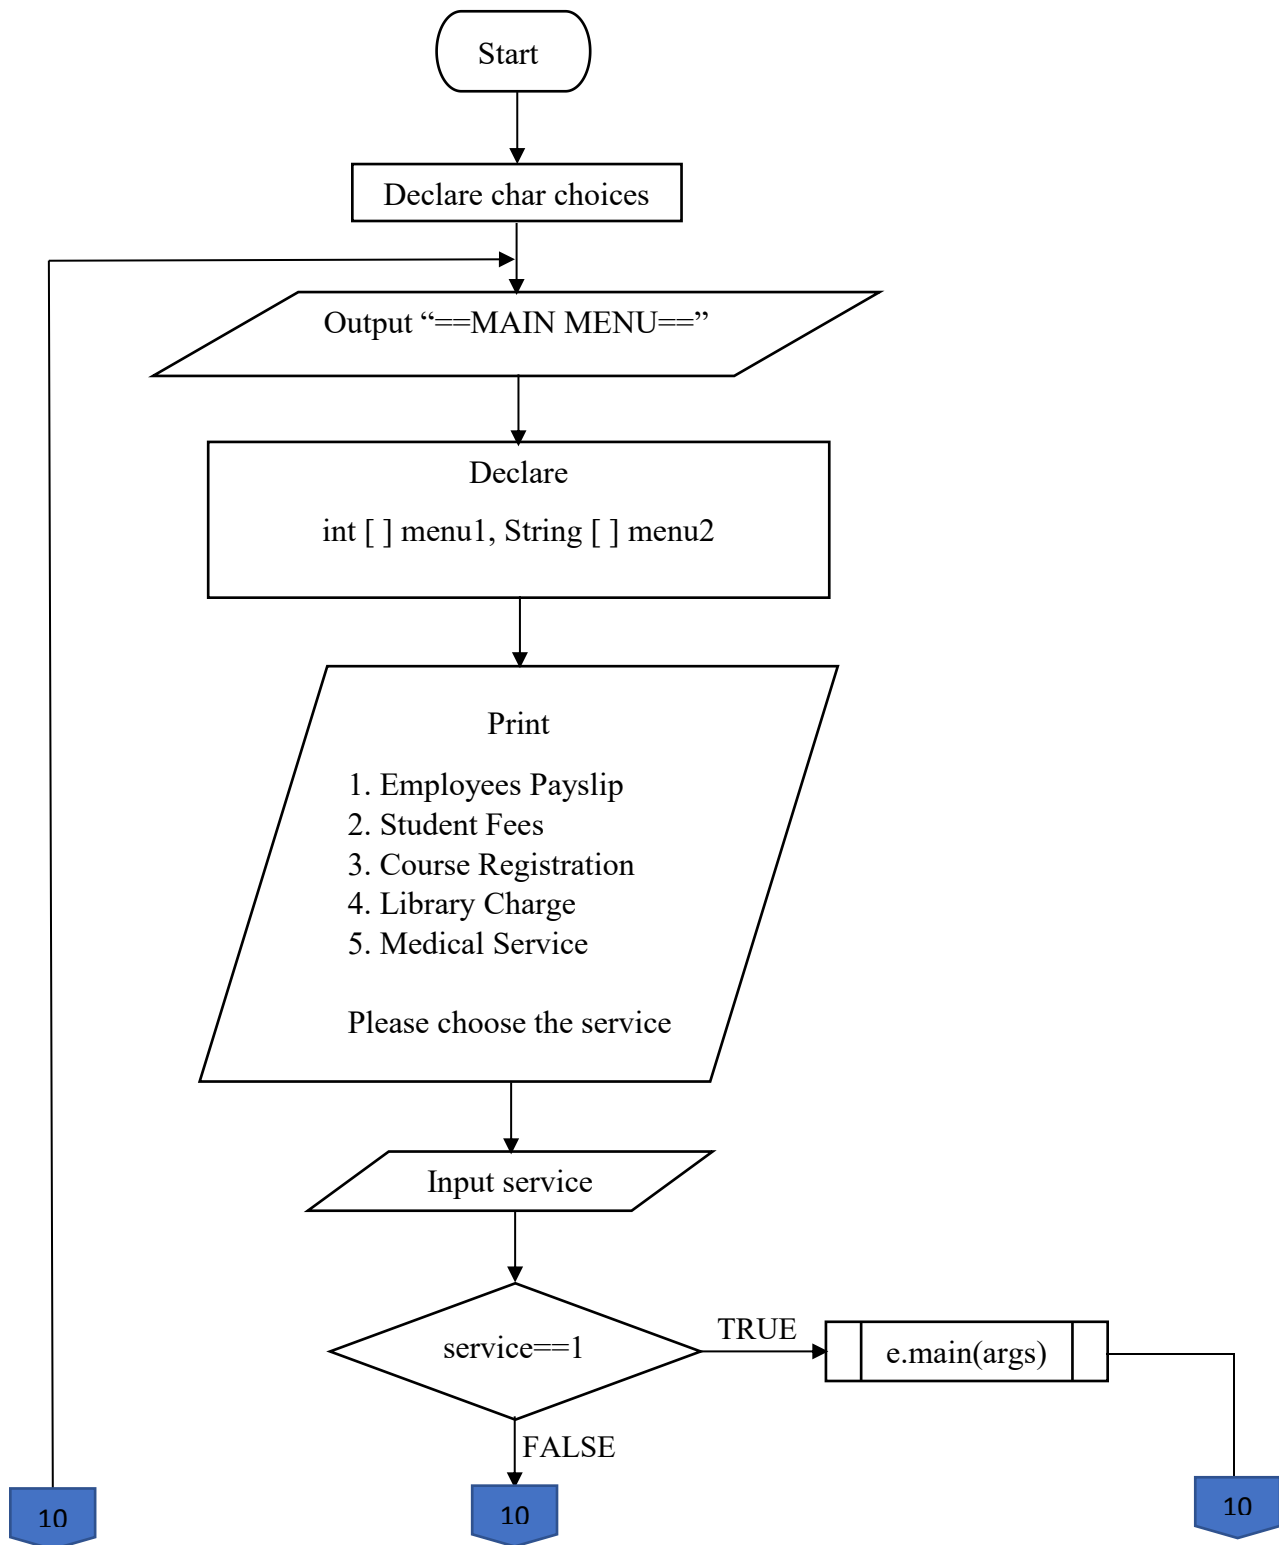 Start
Declare char choices
Output “==MAIN MENU==”
Declare
int [ ] menu1, String [ ] menu2
Print
1. Employees Payslip
2. Student Fees
3. Course Registration
4. Library Charge
5. Medical Service
Please choose the service
Input service
service==1
TRUE
e.main(args)
FALSE
10
10
10